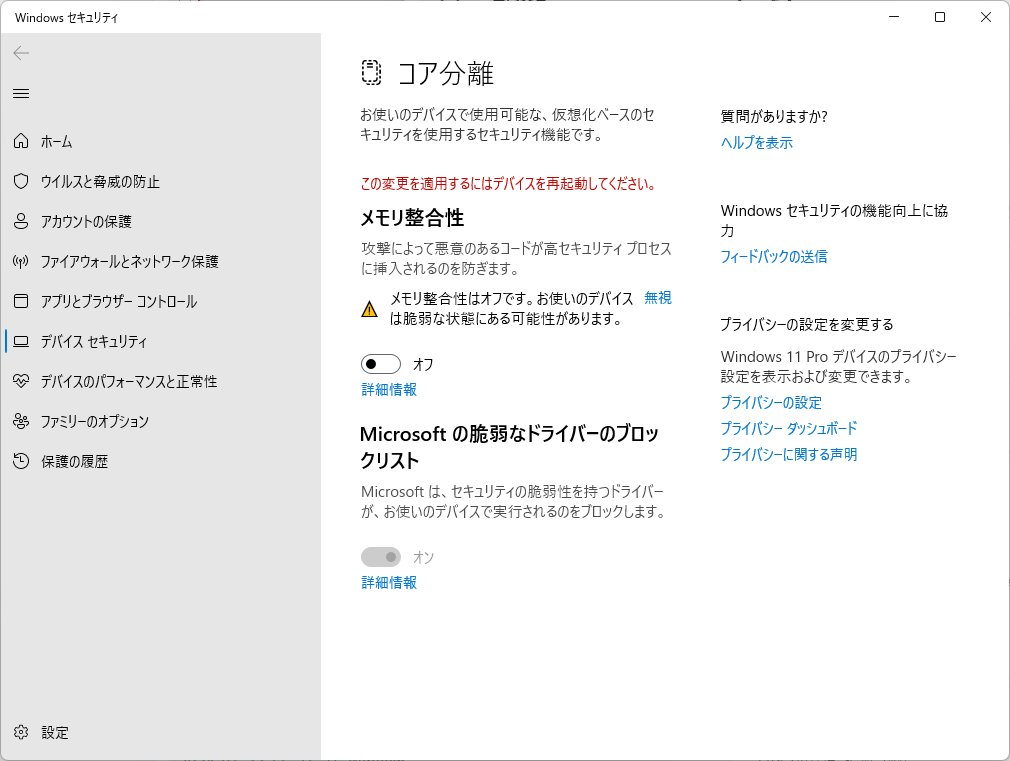 Windows セキュリティ
ホーム
ウイルスと脅威の防止
アカウントの保護
ファイアウォールとネットワーク保護
アプリとブラウザー コントロール
デバイス セキュリティ
デバイスのパフォーマンスと正常性
ファミリーのオプション
保護の履歴
設定
コア分離
お使いのデバイスで使用可能な、仮想化ベースのセ
キュリティを使用するセキュリティ機能です。
この変更を適用するにはデバイスを再起動してください。
メモリ整合性
攻撃によって悪意のあるコードが高セキュリティ プロセス
に挿入されるのを防ぎます。
メモリ整合性はオフです。お使いのデバイス 無視
は脆弱な状態にある可能性があります。
オフ
詳細情報
Microsoft の脆弱なドライバーのブロッ
クリスト
Microsoft は、セキュリティの脆弱性を持つドライバー
が、お使いのデバイスで実行されるのをブロックします。
オン
詳細情報
質問がありますか?
ヘルプを表示
Windows セキュリティの機能向上に協
力
フィードバックの送信
プライバシーの設定を変更する
Windows 11 Pro デバイスのプライバシー
設定を表示および変更できます。
プライバシーの設定
プライバシー ダッシュボード
プライバシーに関する声明